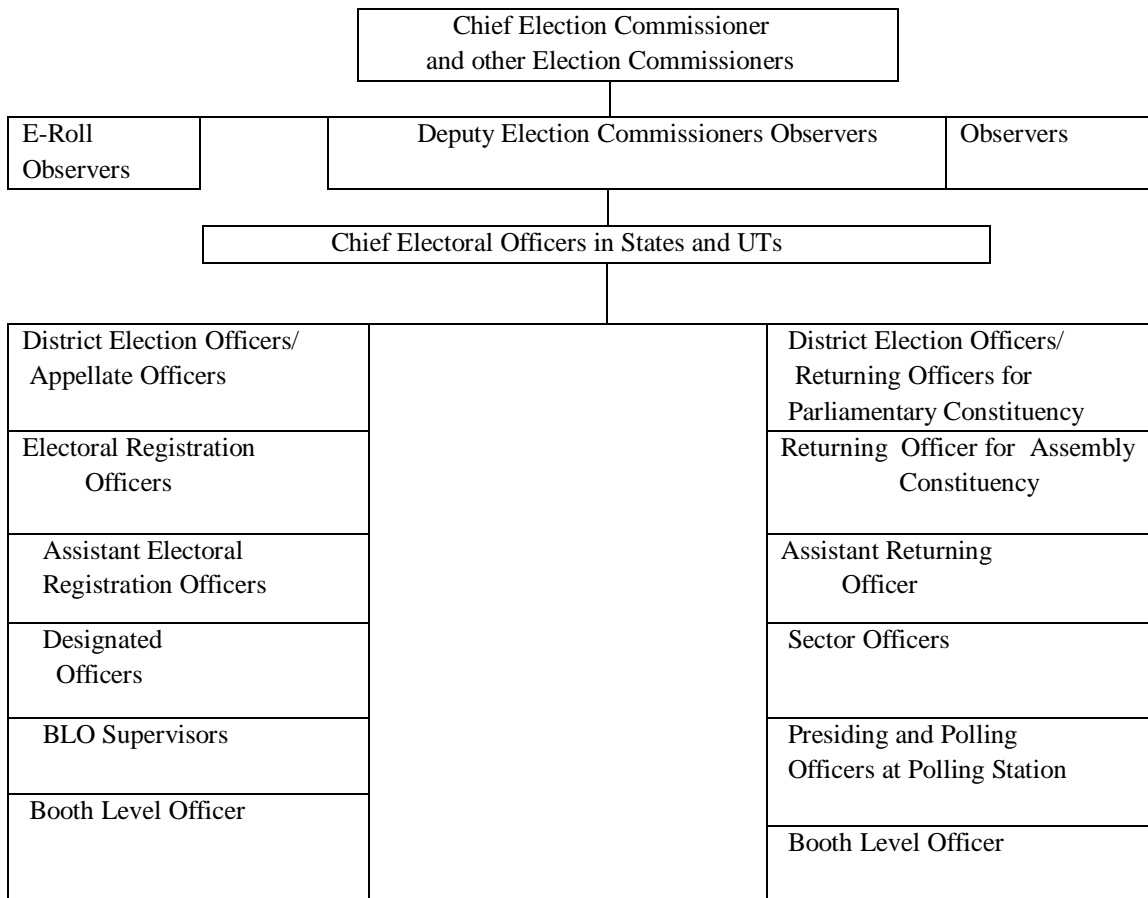 Chief Election Commissioner
and other Election Commissioners
E-Roll
Observers
Deputy Election Commissioners Observers
Observers
Chief Electoral Officers in States and UTs
District Election Officers/
Appellate Officers
Electoral Registration
Officers
Assistant Electoral
Registration Officers
Designated
Officers
BLO Supervisors
Booth Level Officer
District Election Officers/
Returning Officers for
Parliamentary Constituency
Returning Officer for Assembly
Constituency
Assistant Returning
Officer
Sector Officers
Presiding and Polling
Officers at Polling Station
Booth Level Officer